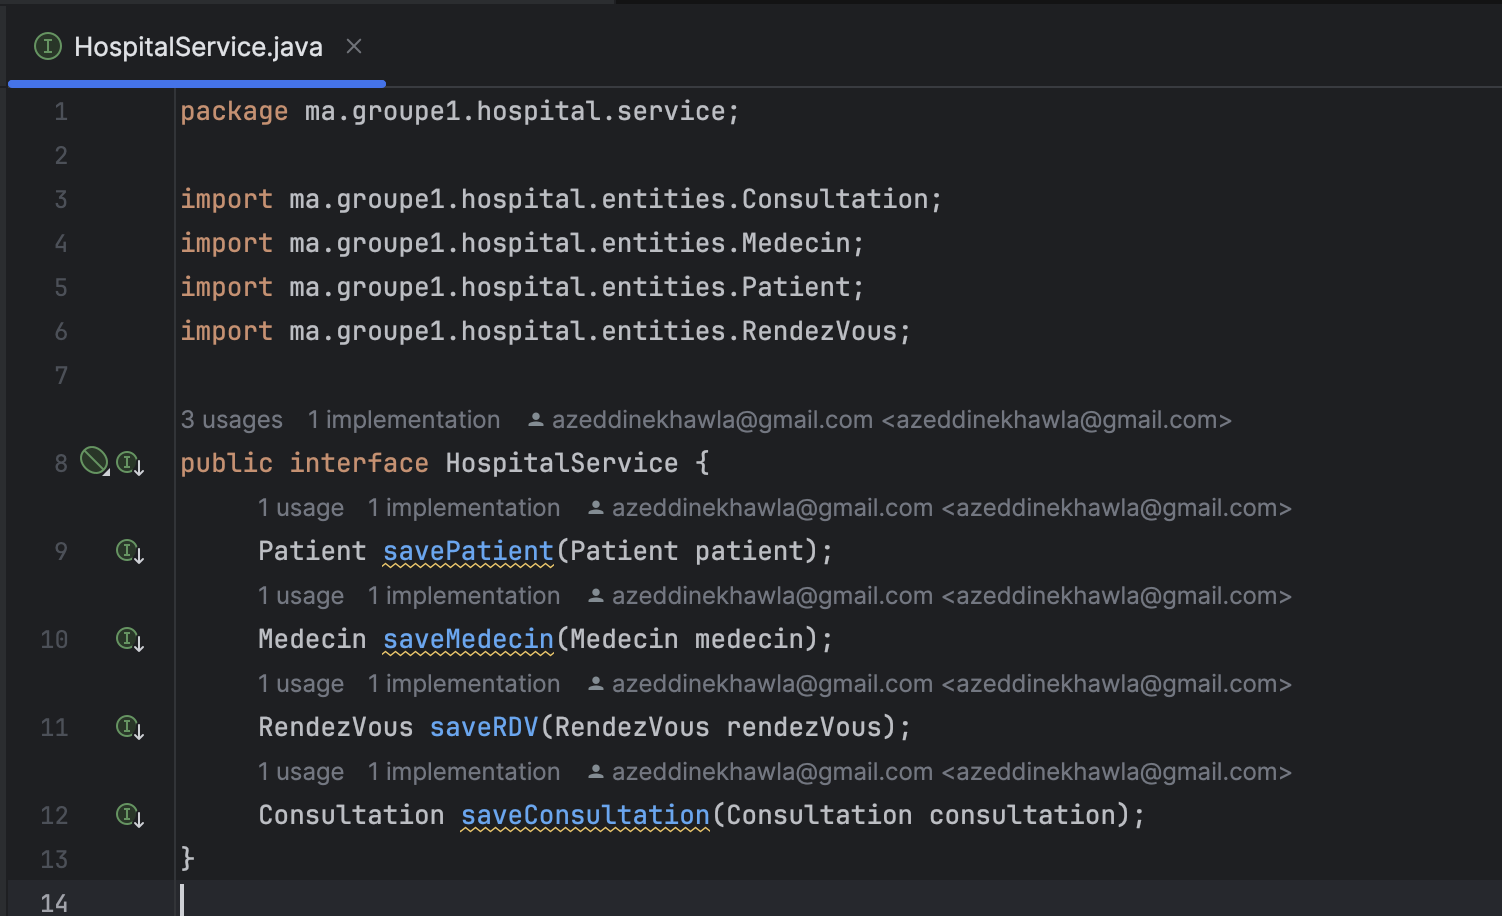 HospitalService.java
1 package ma.groupe1.hospital.service;
2
3 import ma.groupe1.hospital.entities.Consultation;
4 import ma.groupe1.hospital.entities.Medecin;
5 import ma.groupe1.hospital.entities.Patient;
6 import ma.groupe1.hospital.entities.RendezVous;
7
3 usages 1 implementation azeddinekhawla@gmail.com <azeddinekhawla@gmail.com>
8 public interface HospitalService {
1 usage 1 implementation azeddinekhawla@gmail.com <azeddinekhawla@gmail.com>
9 Patient savePatient(Patient patient);
1 usage 1 implementation azeddinekhawla@gmail.com <azeddinekhawla@gmail.com>
10 Medecin saveMedecin(Medecin medecin);
1 usage 1 implementation azeddinekhawla@gmail.com <azeddinekhawla@gmail.com>
11 RendezVous saveRDV(RendezVous rendezVous);
1 usage 1 implementation azeddinekhawla@gmail.com <azeddinekhawla@gmail.com>
12 Consultation saveConsultation(Consultation consultation);
13 }
14